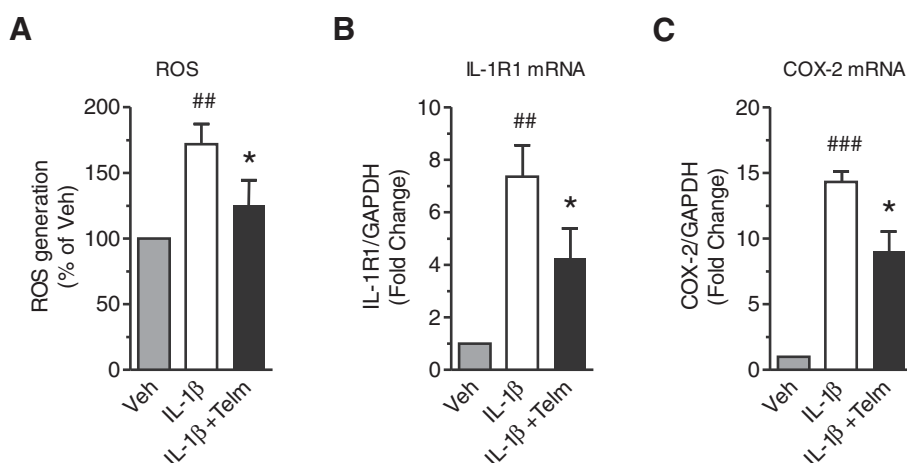 A
ROS
ROS generation
(% of Veh)
200
150
100
50
0
##
*
Veh
IL-1β
IL-1β +Telm
B
IL-1R1 mRNA
IL-1R1/GAPDH
(Fold Change)
10
8
6
4
2
0
##
*
Veh
IL-1β
IL-1β +Telm
C
COX-2 mRNA
COX-2/GAPDH
(Fold Change)
20
15
10
5
0
###
*
Veh
IL-1β
IL-1β +Telm